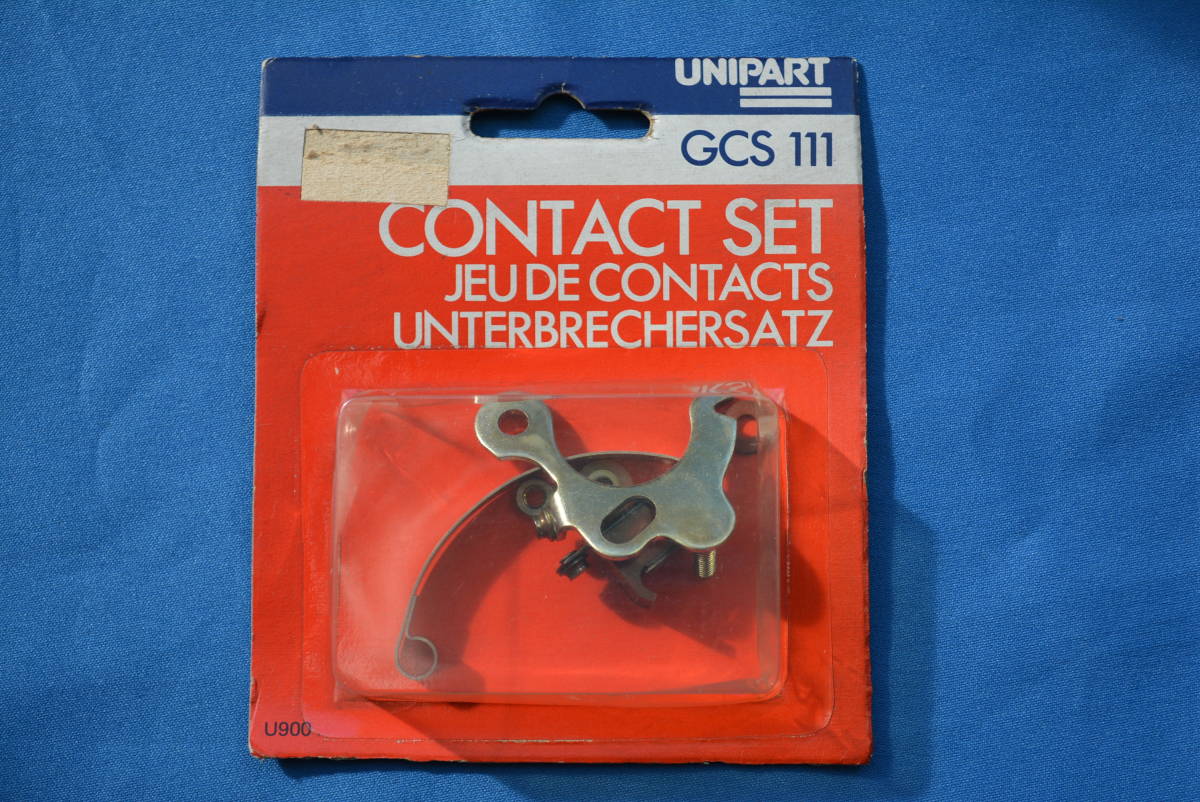 UNIPART
GCS 111
CONTACT SET
JEU DE CONTACTS
UNTERBRECHERSATZ
U900